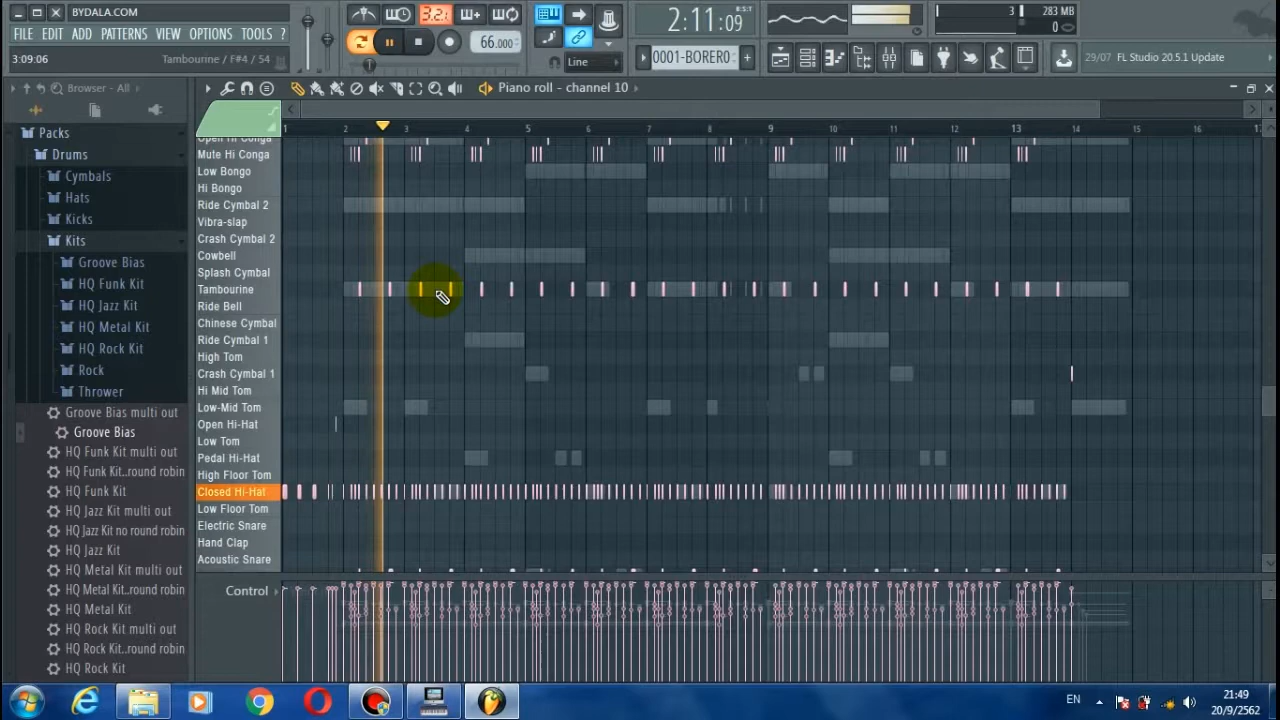 BYDALA.COM
FILE EDIT ADD PATTERNS VIEW OPTIONS TOOLS ?
3:09:06
Tambourine / F#4 / 54
3.2.
66.000
Line
2:11:09
B:S:T
0001-BORERO
3
283 MB
0
29/07 FL Studio 20.5.1 Update
Browser - All
Piano roll - channel 10
Packs
Drums
Cymbals
Hats
Kicks
Kits
Groove Bias
HQ Funk Kit
HQ Jazz Kit
HQ Metal Kit
HQ Rock Kit
Rock
Thrower
Groove Bias multi out
Groove Bias
HQ Funk Kit multi out
HQ Funk Kit..round robin
HQ Funk Kit
HQ Jazz Kit multi out
HQ Jazz Kit no round robin
HQ Jazz Kit
HQ Metal Kit multi out
HQ Metal Kit..round robin
HQ Metal Kit
HQ Rock Kit multi out
HQ Rock Kit..round robin
HQ Rock Kit
1 2 3 4 5 6 7 8 9 10 11 12 13 14 15 16 17
Open Hi Conga
Mute Hi Conga
Low Bongo
Hi Bongo
Ride Cymbal 2
Vibra-slap
Crash Cymbal 2
Cowbell
Splash Cymbal
Tambourine
Ride Bell
Chinese Cymbal
Ride Cymbal 1
High Tom
Crash Cymbal 1
Hi Mid Tom
Low-Mid Tom
Open Hi-Hat
Low Tom
Pedal Hi-Hat
High Floor Tom
Closed Hi-Hat
Low Floor Tom
Electric Snare
Hand Clap
Acoustic Snare
Control
EN
21:49
20/9/2562